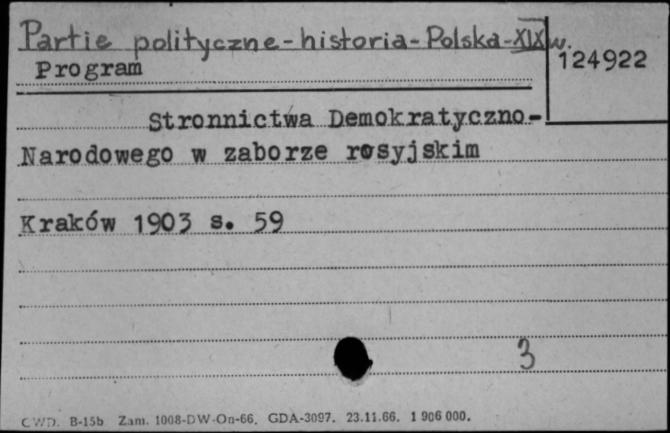 Partie polityczne - historia - Polska - XIX w.
Program
124922
Stronnictwa Demokratyczno-
Narodowego w zaborze rosyjskim
Kraków 1903 s. 59
3
CWD. B-15b Zam. 1008-DW-On-66. GDA-3097. 23.11.66. 1 906 000.